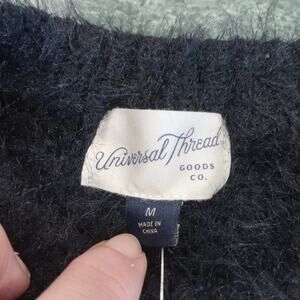 Universal Thread
GOODS
CO.
M
MADE IN
CHINA